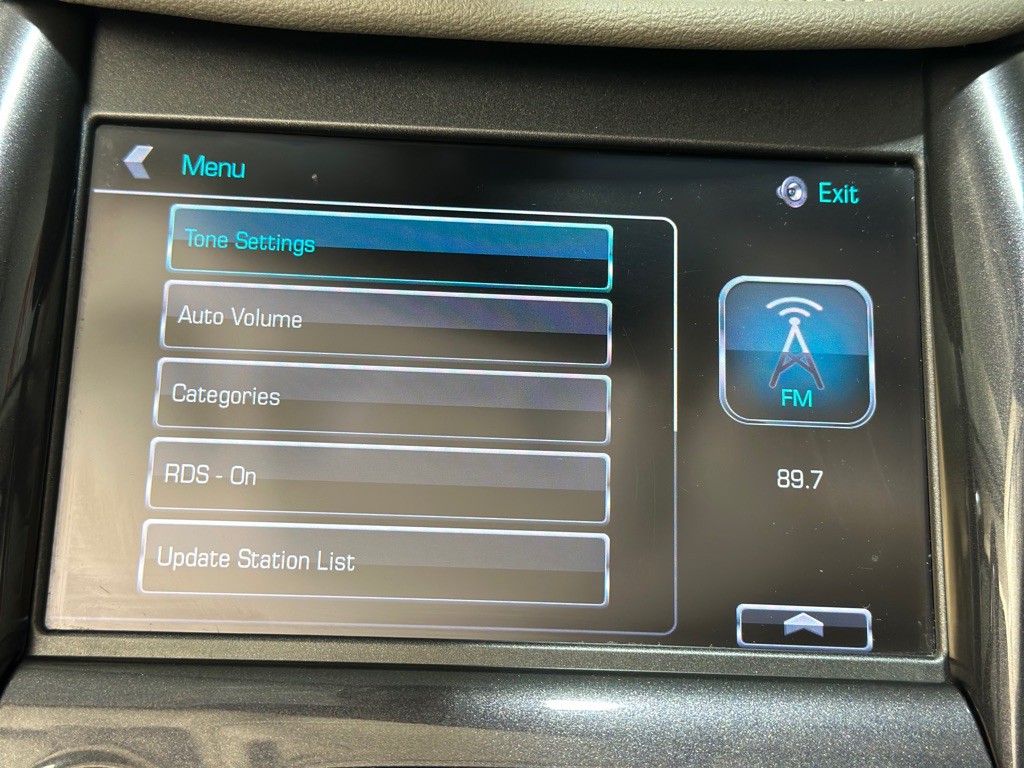 Menu
Exit
Tone Settings
Auto Volume
Categories
RDS - On
Update Station List
FM
89.7